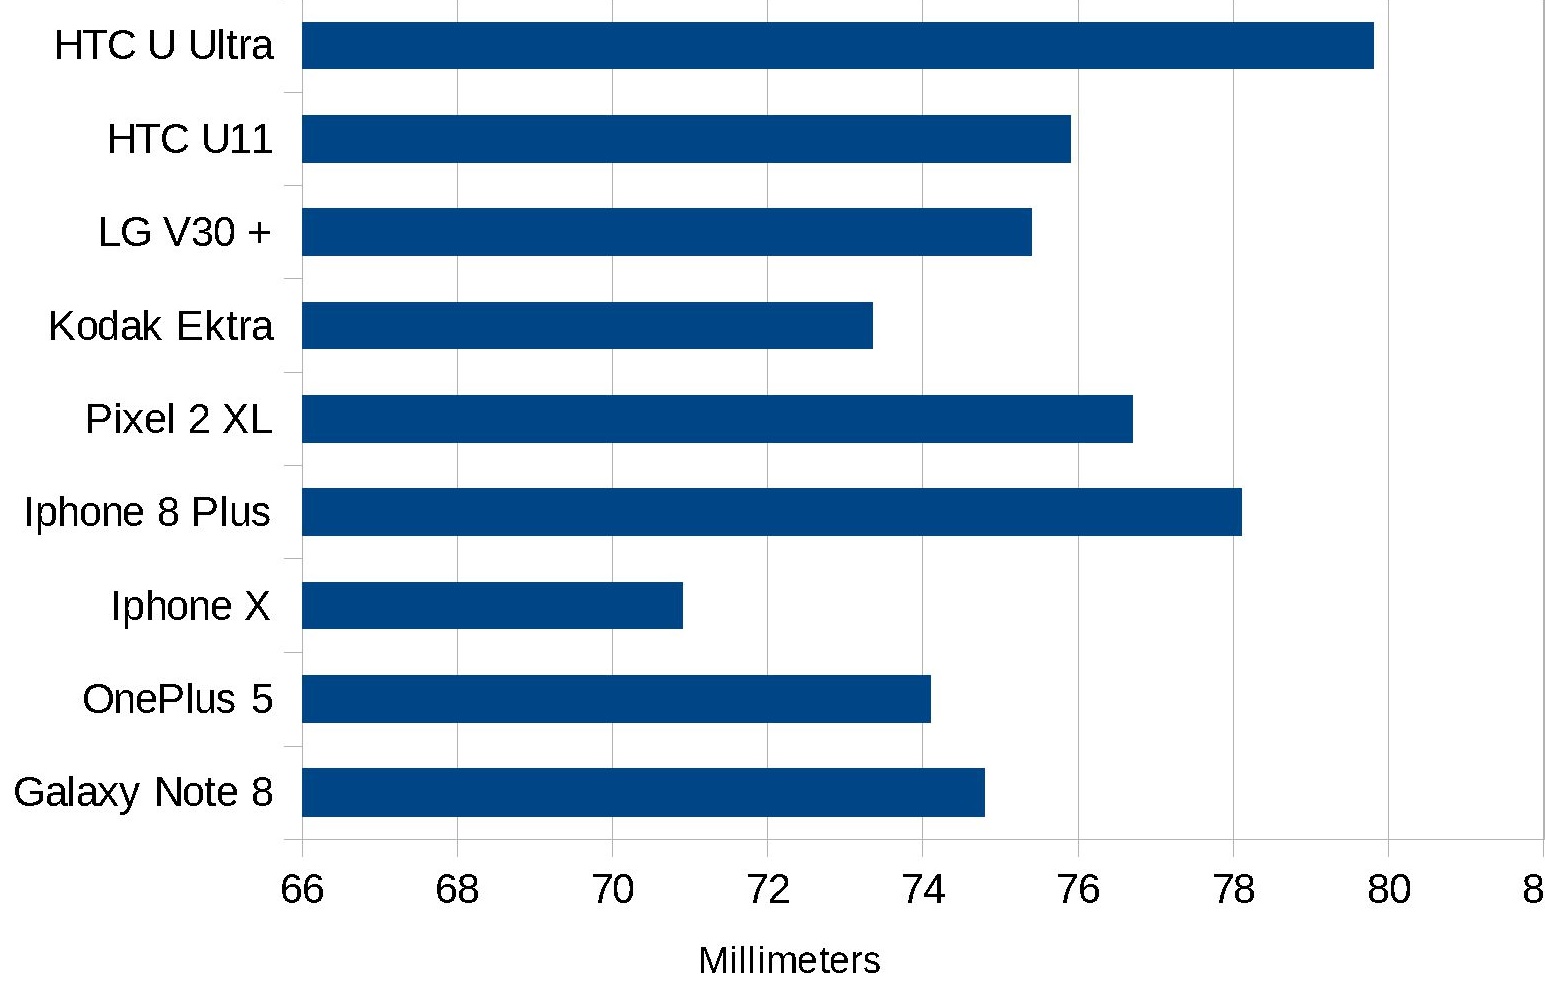 HTC U Ultra
HTC U11
LG V30 +
Kodak Ektra
Pixel 2 XL
Iphone 8 Plus
Iphone X
OnePlus 5
Galaxy Note 8
66 68 70 72 74 76 78 80 8
Millimeters